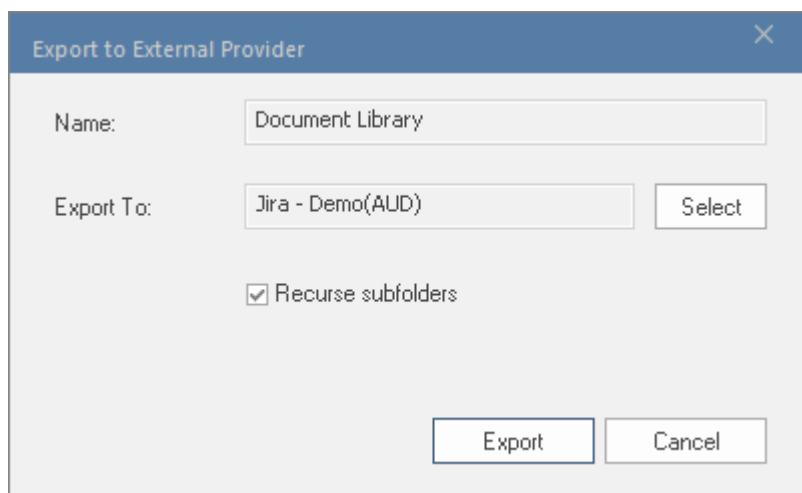 Export to External Provider
Name:
Document Library
Export To:
Jira - Demo(AUD)
Select
Recurse subfolders
Export
Cancel